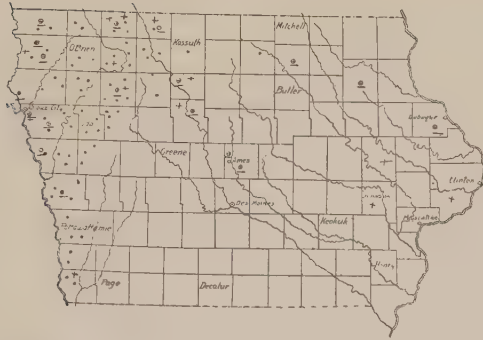 Mitchell
O'Brien
Kossuth
Butler
Dubuque
Greene
Ames
Clinton
Des Moines
Keokuk
Muscatine
Pottawattamie
Henry
Page
Decatur